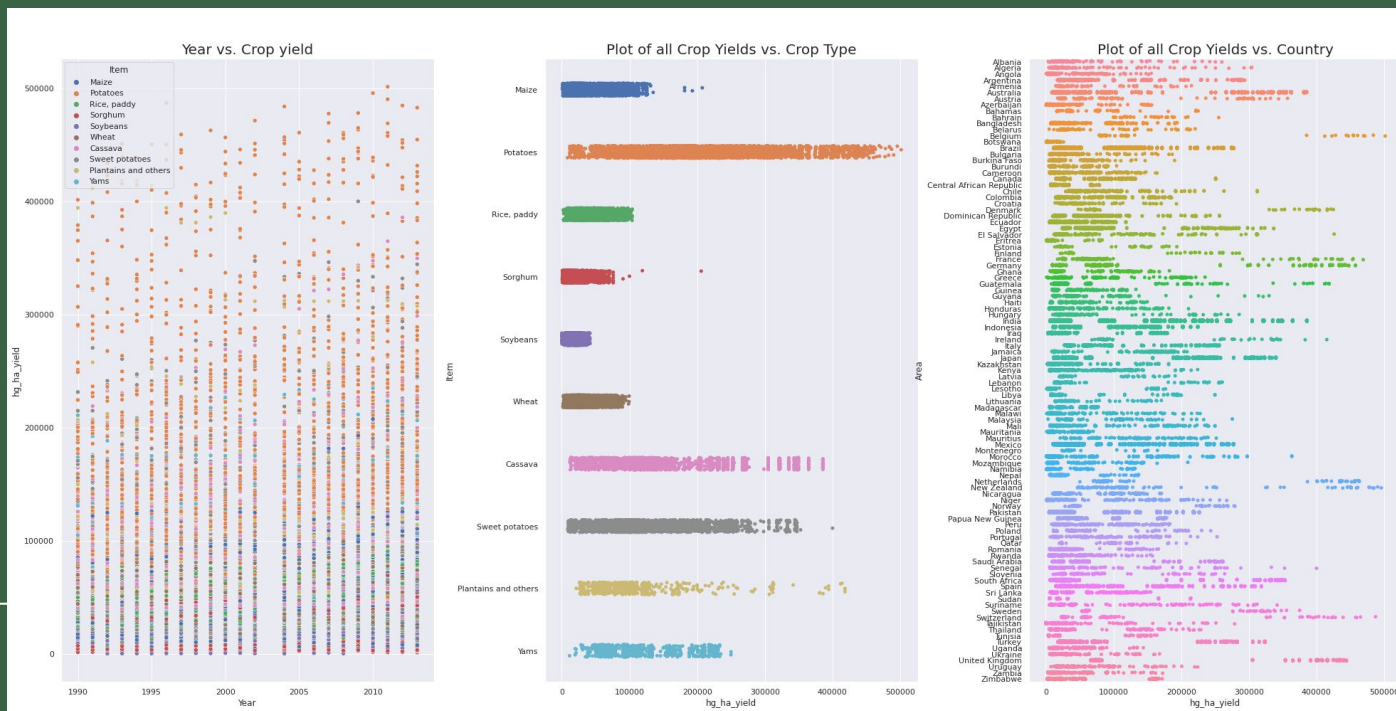 Year vs. Crop yield
Item
Maize
Potatoes
Rice, paddy
Sorghum
Soybeans
Wheat
Cassava
Sweet potatoes
Plantains and others
Yams
hg_ha_yield
500000
400000
300000
200000
100000
0
1990
1995
2000
2005
2010
Year
Plot of all Crop Yields vs. Crop Type
Item
Maize
Potatoes
Rice, paddy
Sorghum
Soybeans
Wheat
Cassava
Sweet potatoes
Plantains and others
Yams
0
100000
200000
300000
400000
500000
hg_ha_yield
Plot of all Crop Yields vs. Country
Area
Albania
Algeria
Angola
Argentina
Armenia
Australia
Austria
Azerbaijan
Bahamas
Bahrain
Bangladesh
Belarus
Belgium
Botswana
Brazil
Bulgaria
Burkina Faso
Burundi
Cameroon
Canada
Central African Republic
Chile
Colombia
Croatia
Denmark
Dominican Republic
Ecuador
Egypt
El Salvador
Eritrea
Estonia
Finland
France
Germany
Ghana
Greece
Guatemala
Guinea
Guyana
Haiti
Honduras
Hungary
India
Indonesia
Iraq
Ireland
Italy
Jamaica
Japan
Kazakhstan
Kenya
Latvia
Lebanon
Lesotho
Libya
Lithuania
Madagascar
Malawi
Malaysia
Mali
Mauritania
Mauritius
Mexico
Montenegro
Morocco
Mozambique
Namibia
Nepal
Netherlands
New Zealand
Nicaragua
Niger
Norway
Pakistan
Papua New Guinea
Peru
Poland
Portugal
Qatar
Romania
Rwanda
Saudi Arabia
Senegal
Slovenia
South Africa
Spain
Sri Lanka
Sudan
Suriname
Sweden
Switzerland
Tajikistan
Thailand
Tunisia
Turkey
Uganda
Ukraine
United Kingdom
Uruguay
Zambia
Zimbabwe
0
100000
200000
300000
400000
hg_ha_yield